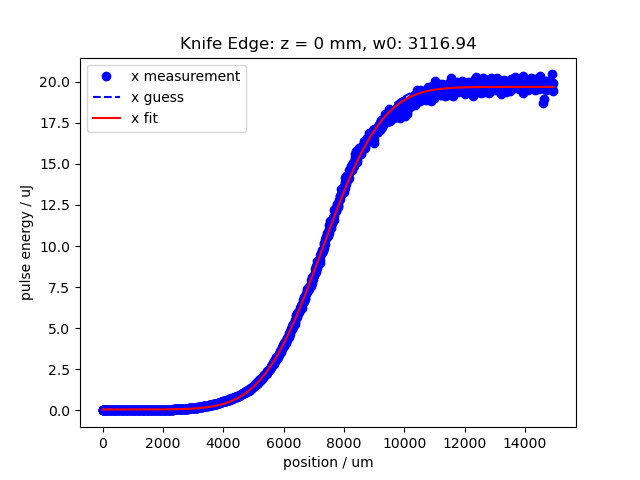 Knife Edge: z = 0 mm, w0: 3116.94
x measurement
x guess
x fit
20.0
17.5
15.0
12.5
10.0
7.5
5.0
2.5
0.0
pulse energy / uJ
0
2000
4000
6000
8000
10000
12000
14000
position / um